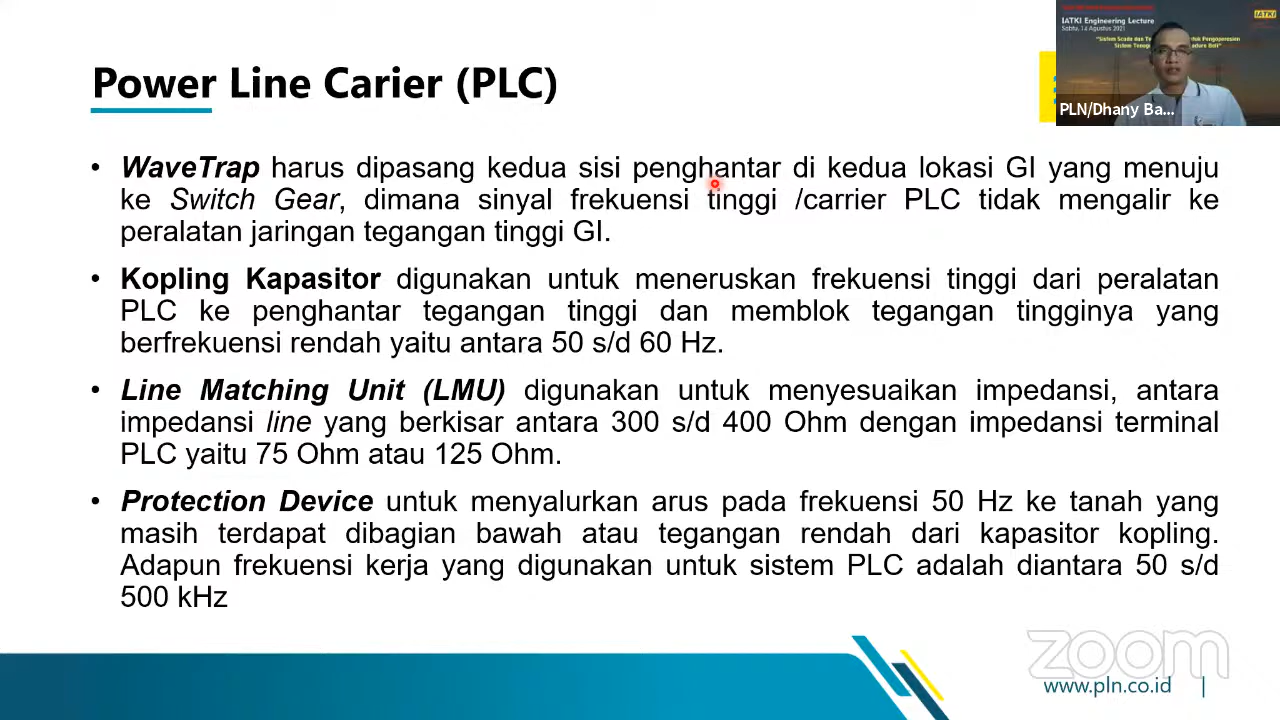 IATKI Engineering Lecture
IATKI
Sabtu, 14 Agustus 2021
PLN/Dhany Ba...
Power Line Carier (PLC)
• WaveTrap harus dipasang kedua sisi penghantar di kedua lokasi GI yang menuju
ke Switch Gear, dimana sinyal frekuensi tinggi /carrier PLC tidak mengalir ke
peralatan jaringan tegangan tinggi GI.
• Kopling Kapasitor digunakan untuk meneruskan frekuensi tinggi dari peralatan
PLC ke penghantar tegangan tinggi dan memblok tegangan tingginya yang
berfrekuensi rendah yaitu antara 50 s/d 60 Hz.
• Line Matching Unit (LMU) digunakan untuk menyesuaikan impedansi, antara
impedansi line yang berkisar antara 300 s/d 400 Ohm dengan impedansi terminal
PLC yaitu 75 Ohm atau 125 Ohm.
• Protection Device untuk menyalurkan arus pada frekuensi 50 Hz ke tanah yang
masih terdapat dibagian bawah atau tegangan rendah dari kapasitor kopling.
Adapun frekuensi kerja yang digunakan untuk sistem PLC adalah diantara 50 s/d
500 kHz
zoom
www.pln.co.id |